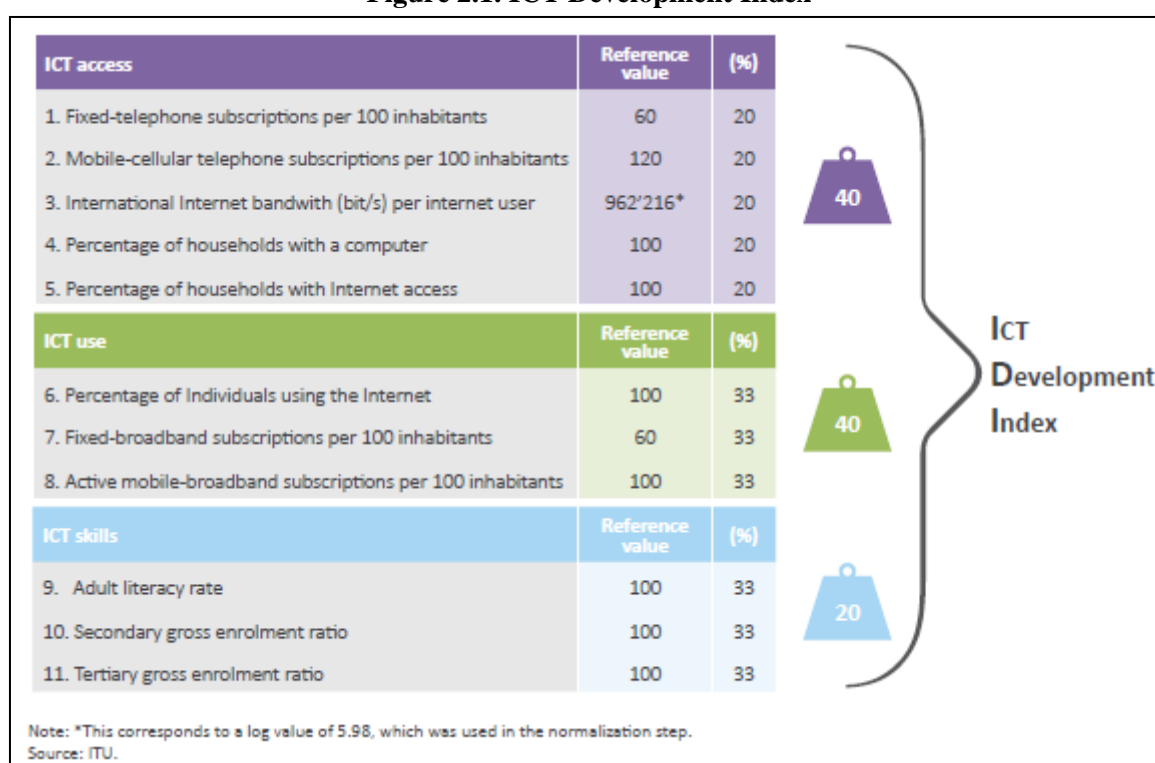 Figure 2.1. ICT Development Index
ICT access Reference value (%)
1. Fixed-telephone subscriptions per 100 inhabitants 60 20
2. Mobile-cellular telephone subscriptions per 100 inhabitants 120 20
3. International Internet bandwith (bit/s) per internet user 962'216* 20
4. Percentage of households with a computer 100 20
5. Percentage of households with Internet access 100 20
40
ICT use Reference value (%)
6. Percentage of Individuals using the Internet 100 33
7. Fixed-broadband subscriptions per 100 inhabitants 60 33
8. Active mobile-broadband subscriptions per 100 inhabitants 100 33
40
ICT skills Reference value (%)
9. Adult literacy rate 100 33
10. Secondary gross enrolment ratio 100 33
11. Tertiary gross enrolment ratio 100 33
20
ICT
Development
Index
Note: *This corresponds to a log value of 5.98, which was used in the normalization step.
Source: ITU.